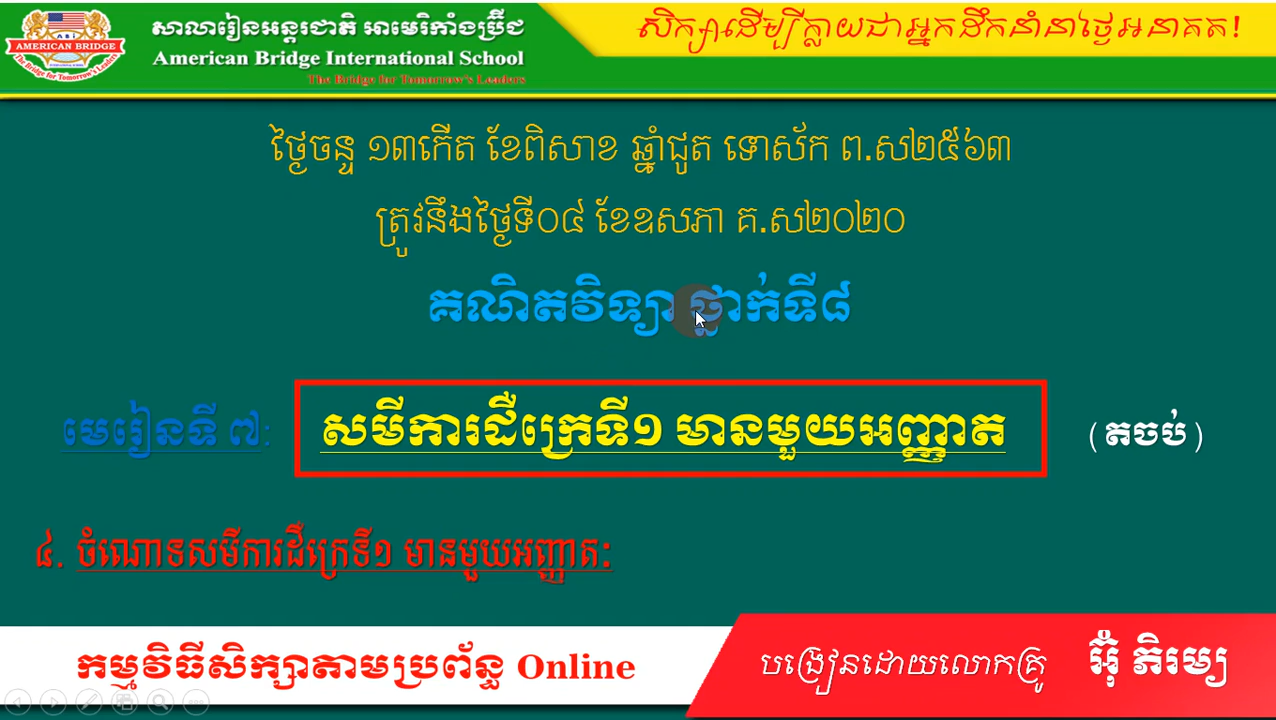 AMERICAN BRIDGE
The Bridge for Tomorrow's Leaders
សាលារៀនអន្តរជាតិ អាមេរិកាំងប្រ៊ីជ
American Bridge International School
The Bridge for Tomorrow's Leaders
សិក្សាដើម្បីក្លាយជាអ្នកដឹកនាំនាថ្ងៃអនាគត!
ថ្ងៃចន្ទ ១៣កើត ខែពិសាខ ឆ្នាំជូត ទោស័ក ព.ស២៥៦៣
ត្រូវនឹងថ្ងៃទី០៤ ខែឧសភា គ.ស២០២០
គណិតវិទ្យា ថ្នាក់ទី៨
មេរៀនទី ៧: សមីការដឺក្រេទី១ មានមួយអញ្ញាត (តចប់)
៤. ចំណោទសមីការដឺក្រេទី១ មានមួយអញ្ញាត:
កម្មវិធីសិក្សាតាមប្រព័ន្ធ Online
បង្រៀនដោយលោកគ្រូ អ៊ុំ ភិរម្យ